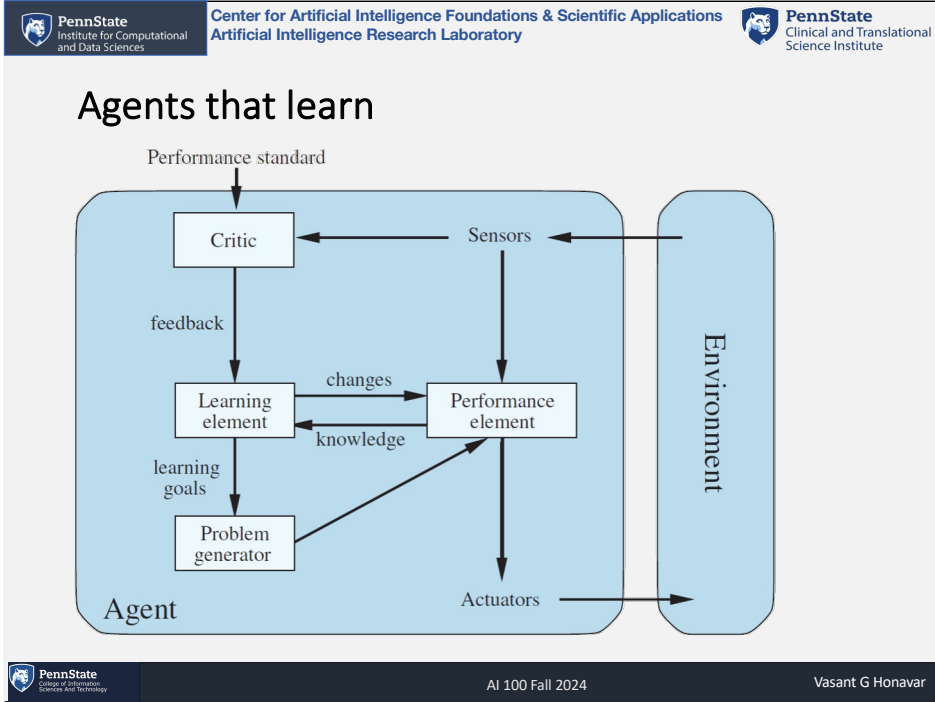 PennState
Institute for Computational
and Data Sciences
Center for Artificial Intelligence Foundations & Scientific Applications
Artificial Intelligence Research Laboratory
PennState
Clinical and Translational
Science Institute
Agents that learn
Performance standard
Critic
Sensors
feedback
changes
Learning
element
Performance
element
knowledge
learning
goals
Problem
generator
Agent
Actuators
Environment
PennState
College of Information
Sciences And Technology
AI 100 Fall 2024
Vasant G Honavar